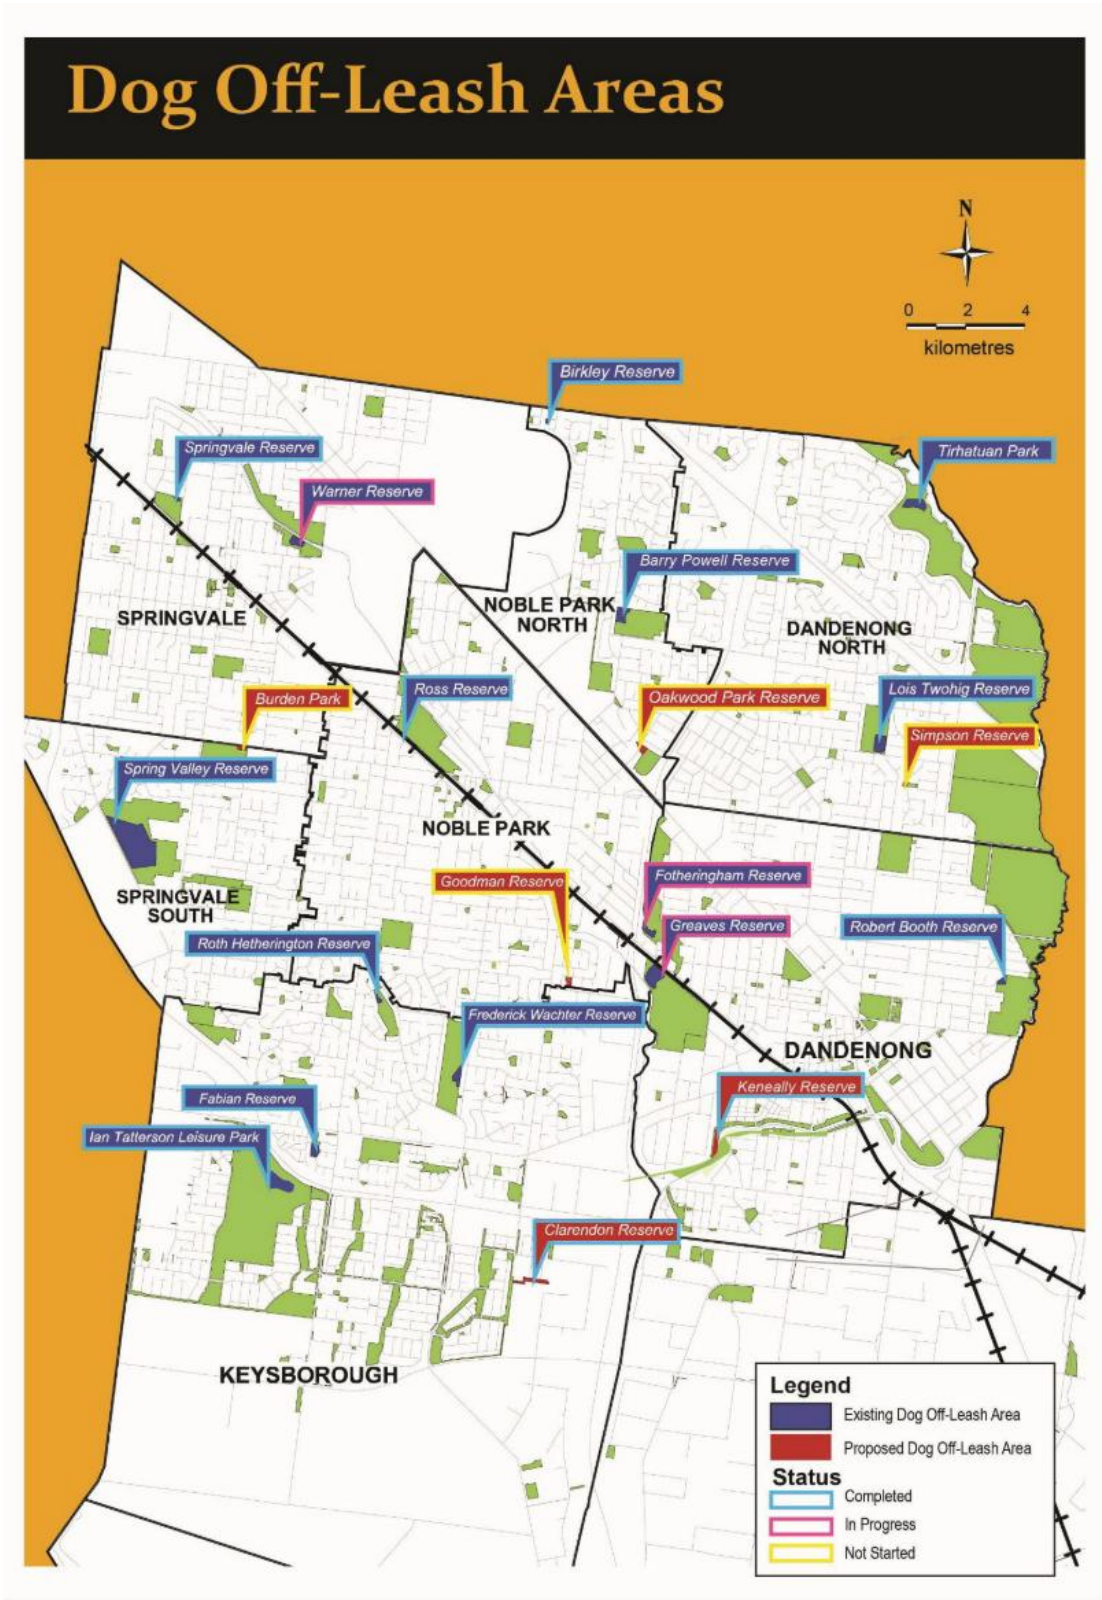 Dog Off-Leash Areas
N
0 2 4
kilometres
Birkley Reserve
Springvale Reserve
Tirhatuan Park
Warner Reserve
Barry Powell Reserve
NOBLE PARK
NORTH
SPRINGVALE
DANDENONG
NORTH
Burden Park
Ross Reserve
Oakwood Park Reserve
Lois Twohig Reserve
Simpson Reserve
Spring Valley Reserve
NOBLE PARK
Goodman Reserve
Fotheringham Reserve
SPRINGVALE
SOUTH
Greaves Reserve
Robert Booth Reserve
Roth Hetherington Reserve
Frederick Wachter Reserve
DANDENONG
Keneally Reserve
Fabian Reserve
Ian Tatterson Leisure Park
Clarendon Reserve
KEYSBOROUGH
Legend
Existing Dog Off-Leash Area
Proposed Dog Off-Leash Area
Status
Completed
In Progress
Not Started